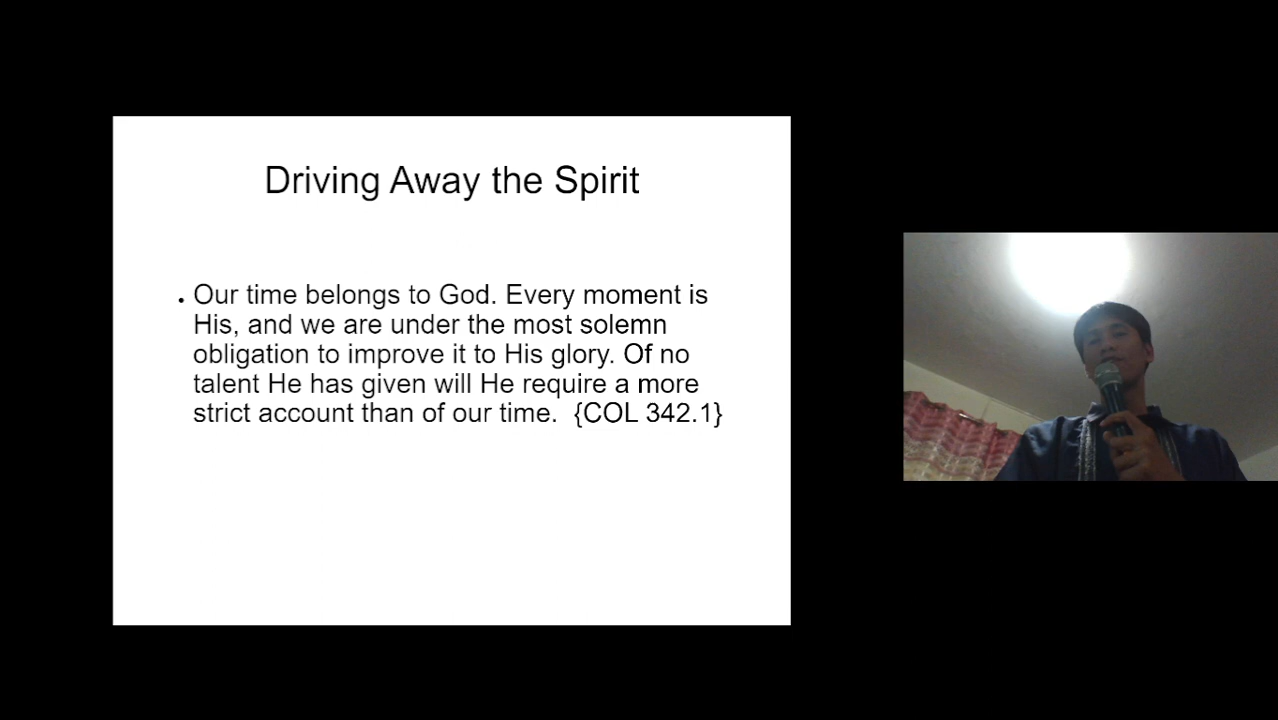 Driving Away the Spirit
• Our time belongs to God. Every moment is
His, and we are under the most solemn
obligation to improve it to His glory. Of no
talent He has given will He require a more
strict account than of our time.  {COL 342.1}